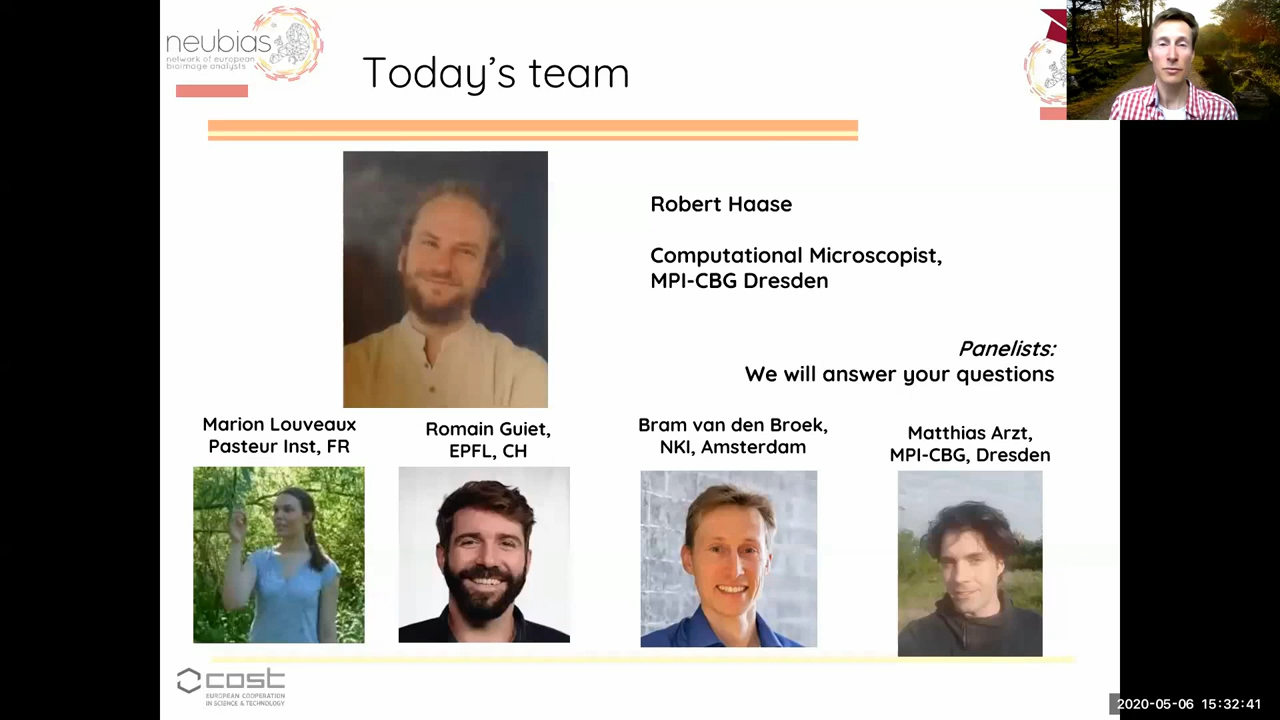 neubias
network of european
bioimage analysts
Today's team
Robert Haase
Computational Microscopist,
MPI-CBG Dresden
Panelists:
We will answer your questions
Marion Louveaux
Pasteur Inst, FR
Romain Guiet,
EPFL, CH
Bram van den Broek,
NKI, Amsterdam
Matthias Arzt,
MPI-CBG, Dresden
cost
EUROPEAN COOPERATION
IN SCIENCE & TECHNOLOGY
2020-05-06 15:32:41